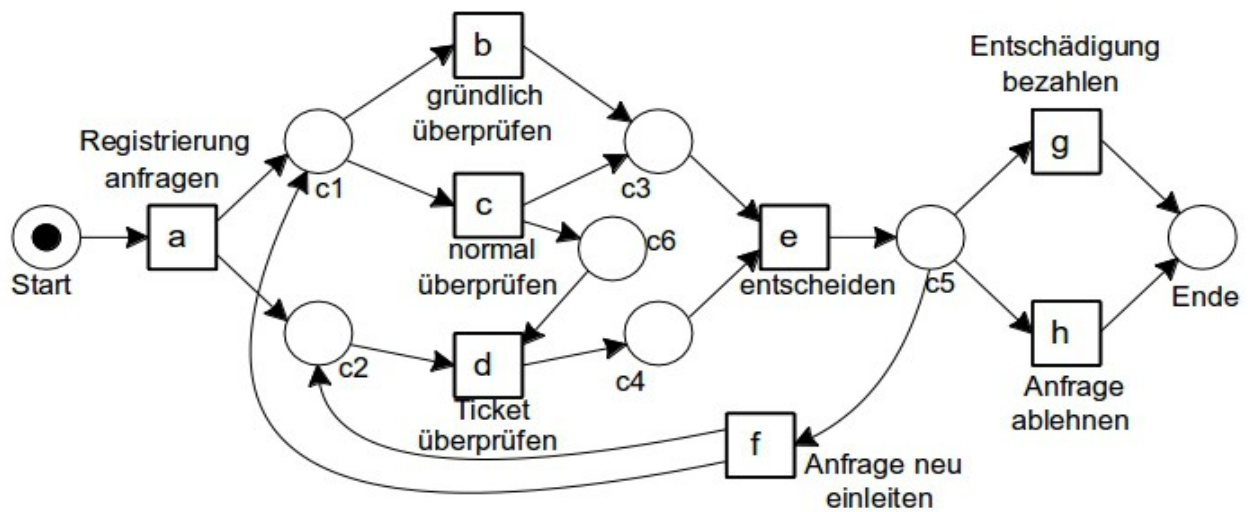 b
gründlich
überprüfen
Entschädigung
bezahlen
g
Registrierung
anfragen
c1
c3
c
c6
a
e
normal
überprüfen
Start
entscheiden
c5
Ende
h
c2
d
c4
Ticket
überprüfen
Anfrage
ablehnen
f
Anfrage neu
einleiten